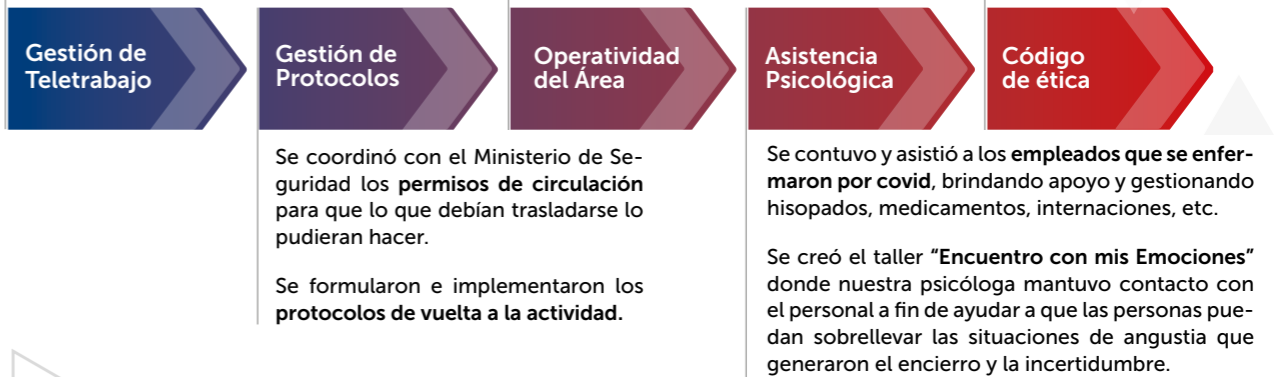 Gestión de
Teletrabajo
Gestión de
Protocolos
Operatividad
del Área
Asistencia
Psicológica
Código
de ética
Se coordinó con el Ministerio de Se-
guridad los permisos de circulación
para que lo que debían trasladarse lo
pudieran hacer.
Se formularon e implementaron los
protocolos de vuelta a la actividad.
Se contuvo y asistió a los empleados que se enfer-
maron por covid, brindando apoyo y gestionando
hisopados, medicamentos, internaciones, etc.
Se creó el taller “Encuentro con mis Emociones”
donde nuestra psicóloga mantuvo contacto con
el personal a fin de ayudar a que las personas pue-
dan sobrellevar las situaciones de angustia que
generaron el encierro y la incertidumbre.